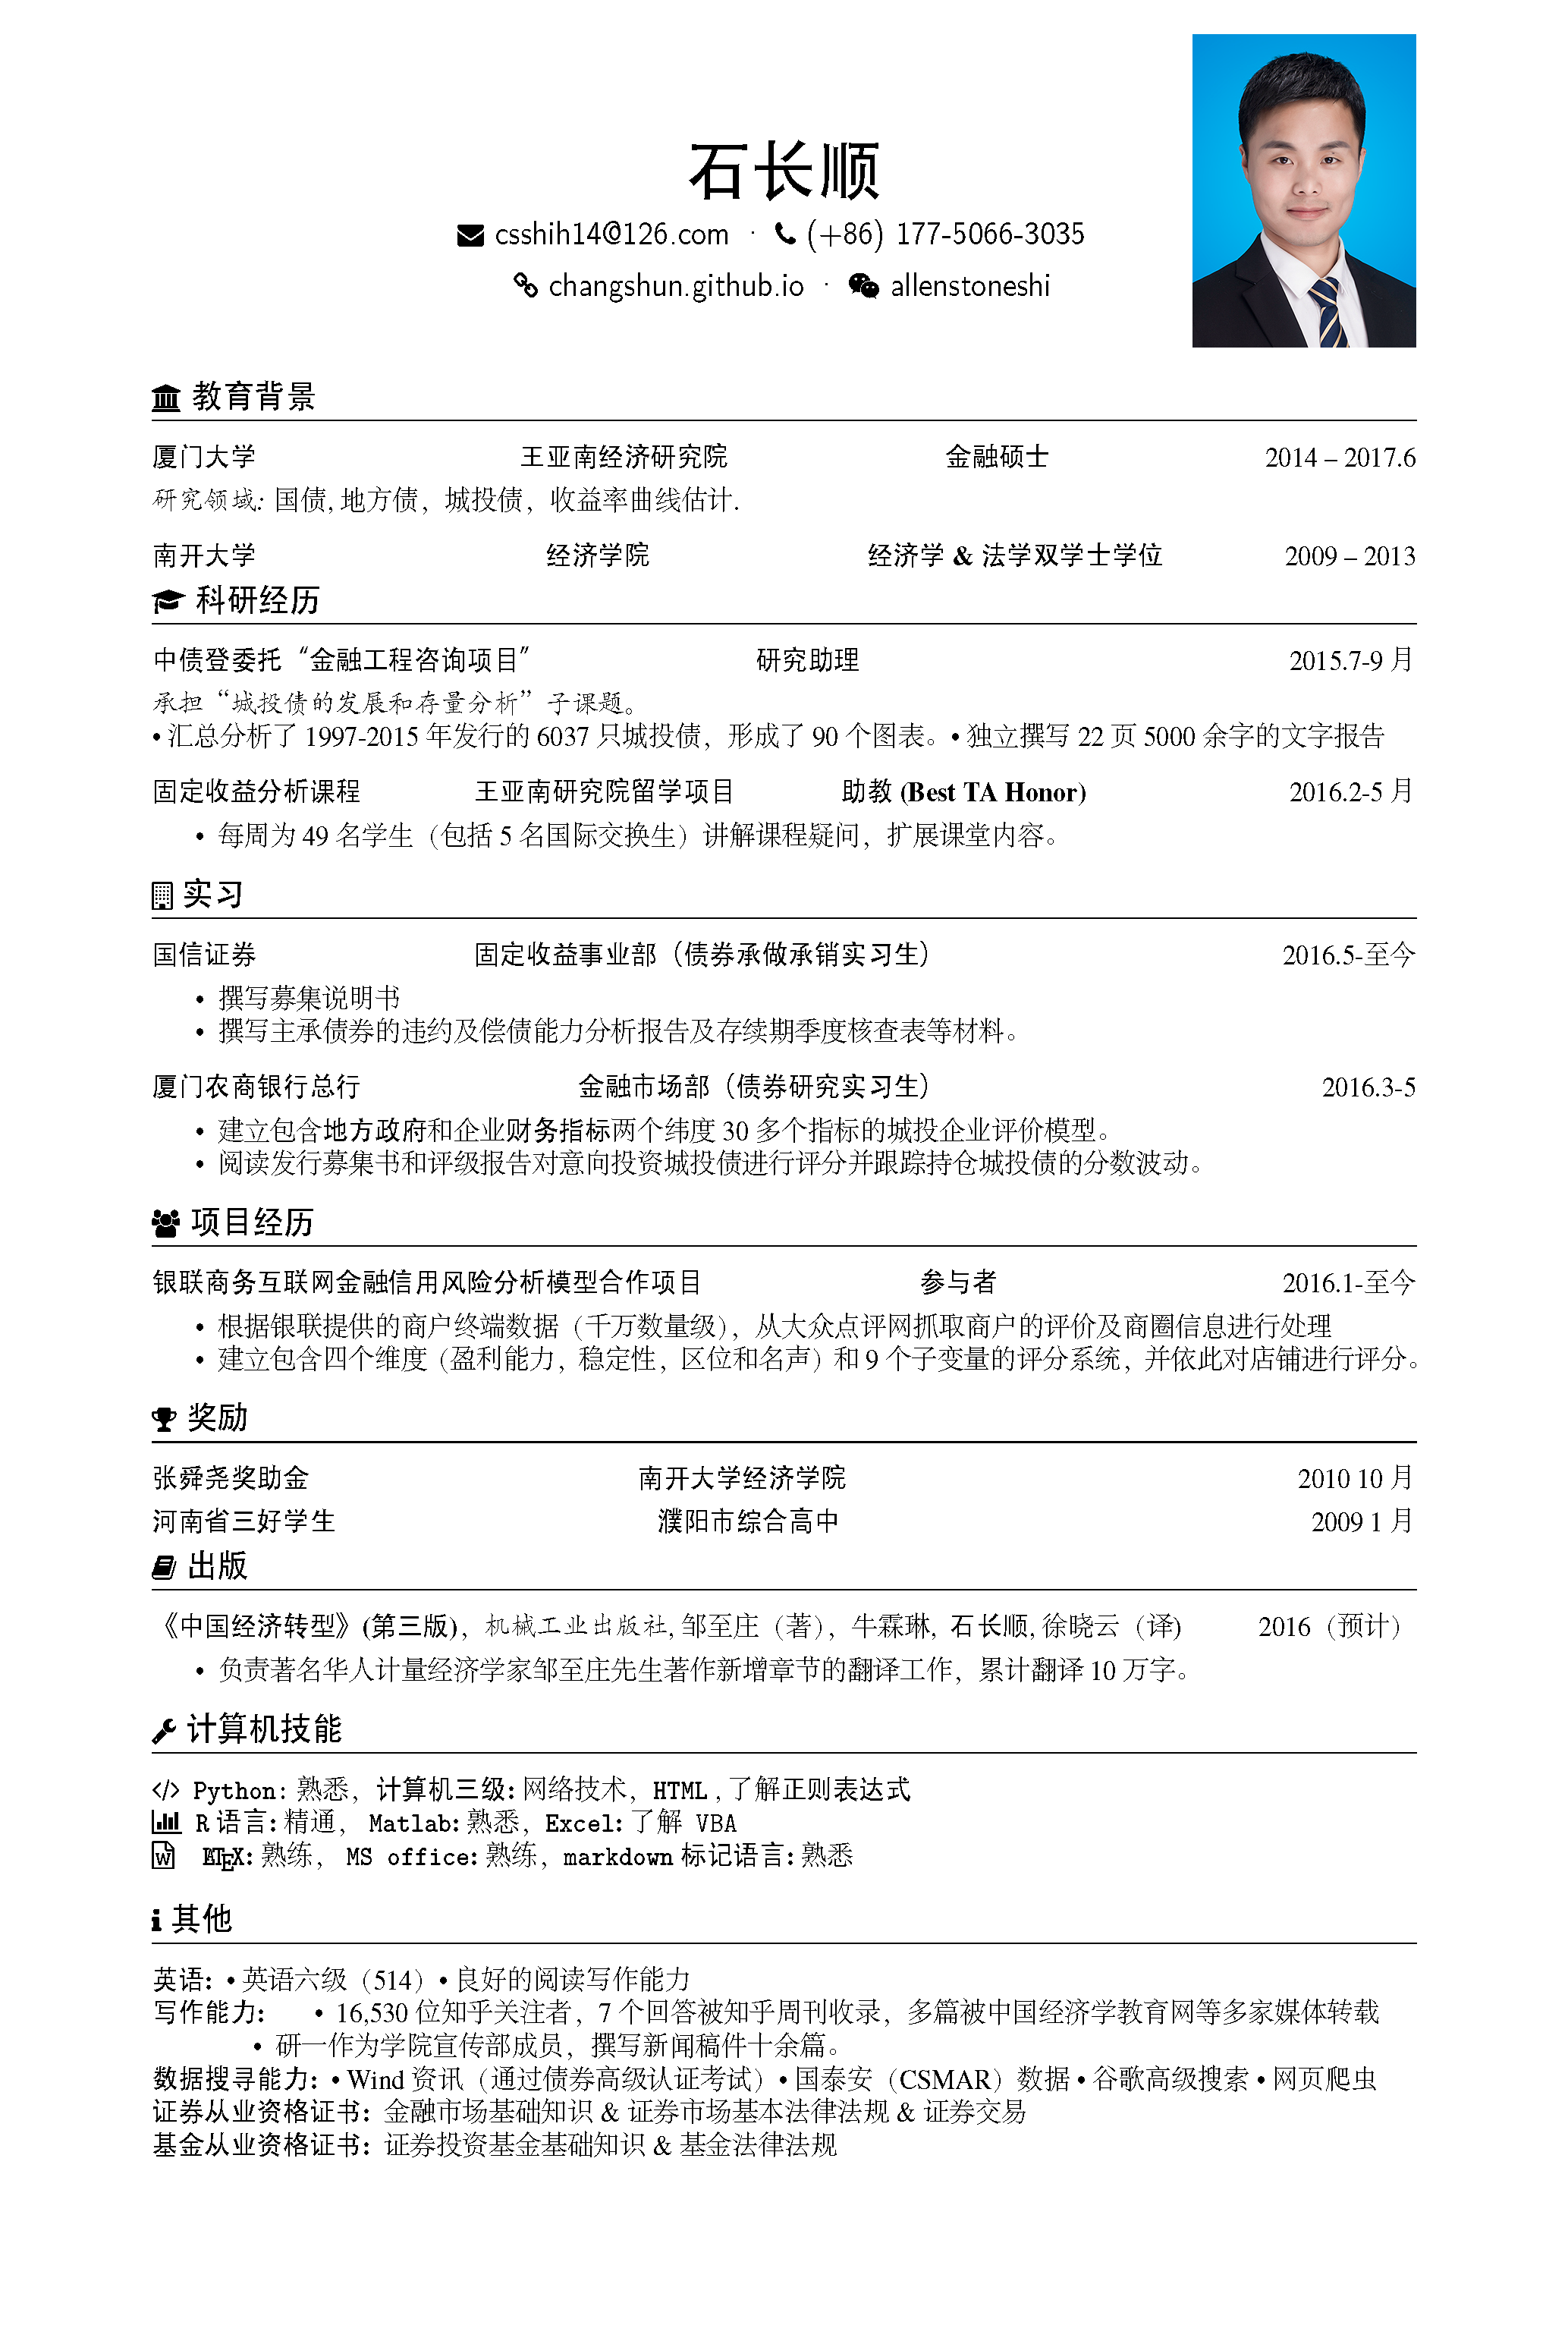 石长顺
csshih14@126.com · (+86) 177-5066-3035
changshun.github.io · allenstoneshi
教育背景
厦门大学 王亚南经济研究院 金融硕士 2014 – 2017.6
研究领域: 国债, 地方债，城投债，收益率曲线估计.
南开大学 经济学院 经济学 & 法学双学士学位 2009 – 2013
科研经历
中债登委托“金融工程咨询项目” 研究助理 2015.7-9 月
承担“城投债的发展和存量分析”子课题。
• 汇总分析了 1997-2015 年发行的 6037 只城投债，形成了 90 个图表。• 独立撰写 22 页 5000 余字的文字报告
固定收益分析课程 王亚南研究院留学项目 助教 (Best TA Honor) 2016.2-5 月
• 每周为 49 名学生（包括 5 名国际交换生）讲解课程疑问，扩展课堂内容。
实习
国信证券 固定收益事业部（债券承做承销实习生） 2016.5-至今
• 撰写募集说明书
• 撰写主承债券的违约及偿债能力分析报告及存续期季度核查表等材料。
厦门农商银行总行 金融市场部（债券研究实习生） 2016.3-5
• 建立包含地方政府和企业财务指标两个纬度 30 多个指标的城投企业评价模型。
• 阅读发行募集书和评级报告对意向投资城投债进行评分并跟踪持仓城投债的分数波动。
项目经历
银联商务互联网金融信用风险分析模型合作项目 参与者 2016.1-至今
• 根据银联提供的商户终端数据（千万数量级），从大众点评网抓取商户的评价及商圈信息进行处理
• 建立包含四个维度（盈利能力，稳定性，区位和名声）和 9 个子变量的评分系统，并依此对店铺进行评分。
奖励
张舜尧奖助金 南开大学经济学院 2010 10 月
河南省三好学生 濮阳市综合高中 2009 1 月
出版
《中国经济转型》(第三版)，机械工业出版社, 邹至庄（著），牛霖琳, 石长顺, 徐晓云（译) 2016（预计）
• 负责著名华人计量经济学家邹至庄先生著作新增章节的翻译工作，累计翻译 10 万字。
计算机技能
Python: 熟悉，计算机三级: 网络技术，HTML , 了解正则表达式
R 语言: 精通， Matlab: 熟悉，Excel: 了解 VBA
LATEX: 熟练， MS office: 熟练，markdown 标记语言: 熟悉
其他
英语: • 英语六级（514）• 良好的阅读写作能力
写作能力: • 16,530 位知乎关注者，7 个回答被知乎周刊收录，多篇被中国经济学教育网等多家媒体转载
• 研一作为学院宣传部成员，撰写新闻稿件十余篇。
数据搜寻能力: • Wind 资讯（通过债券高级认证考试）• 国泰安（CSMAR）数据 • 谷歌高级搜索 • 网页爬虫
证券从业资格证书: 金融市场基础知识 & 证券市场基本法律法规 & 证券交易
基金从业资格证书: 证券投资基金基础知识 & 基金法律法规